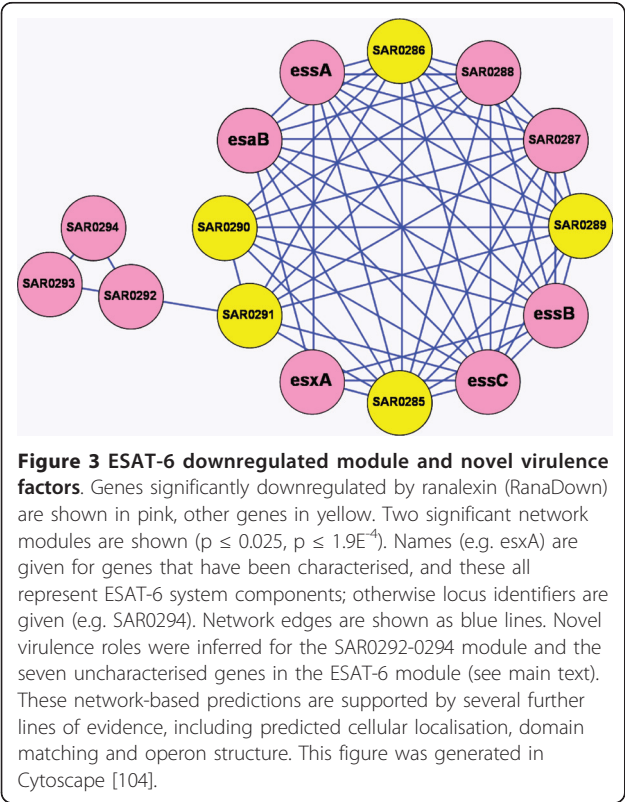 SAR0286
essA
SAR0288
esaB
SAR0287
SAR0290
SAR0289
SAR0294
SAR0293
SAR0292
SAR0291
essB
esxA
essC
SAR0285
Figure 3 ESAT-6 downregulated module and novel virulence
factors. Genes significantly downregulated by ranalexin (RanaDown)
are shown in pink, other genes in yellow. Two significant network
modules are shown (p ≤ 0.025, p ≤ 1.9E-4). Names (e.g. esxA) are
given for genes that have been characterised, and these all
represent ESAT-6 system components; otherwise locus identifiers are
given (e.g. SAR0294). Network edges are shown as blue lines. Novel
virulence roles were inferred for the SAR0292-0294 module and the
seven uncharacterised genes in the ESAT-6 module (see main text).
These network-based predictions are supported by several further
lines of evidence, including predicted cellular localisation, domain
matching and operon structure. This figure was generated in
Cytoscape [104].